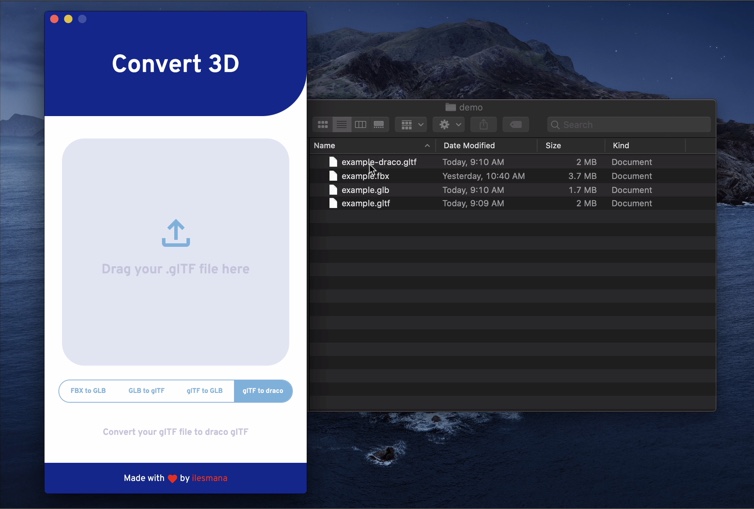 Convert 3D
Drag your .glTF file here
FBX to GLB GLB to glTF glTF to GLB glTF to draco
Convert your glTF file to draco glTF
Made with by ilesmana
demo
Search
Name Date Modified Size Kind
example-draco.gltf Today, 9:10 AM 2 MB Document
example.fbx Yesterday, 10:40 AM 3.7 MB Document
example.glb Today, 9:10 AM 1.7 MB Document
example.gltf Today, 9:09 AM 2 MB Document